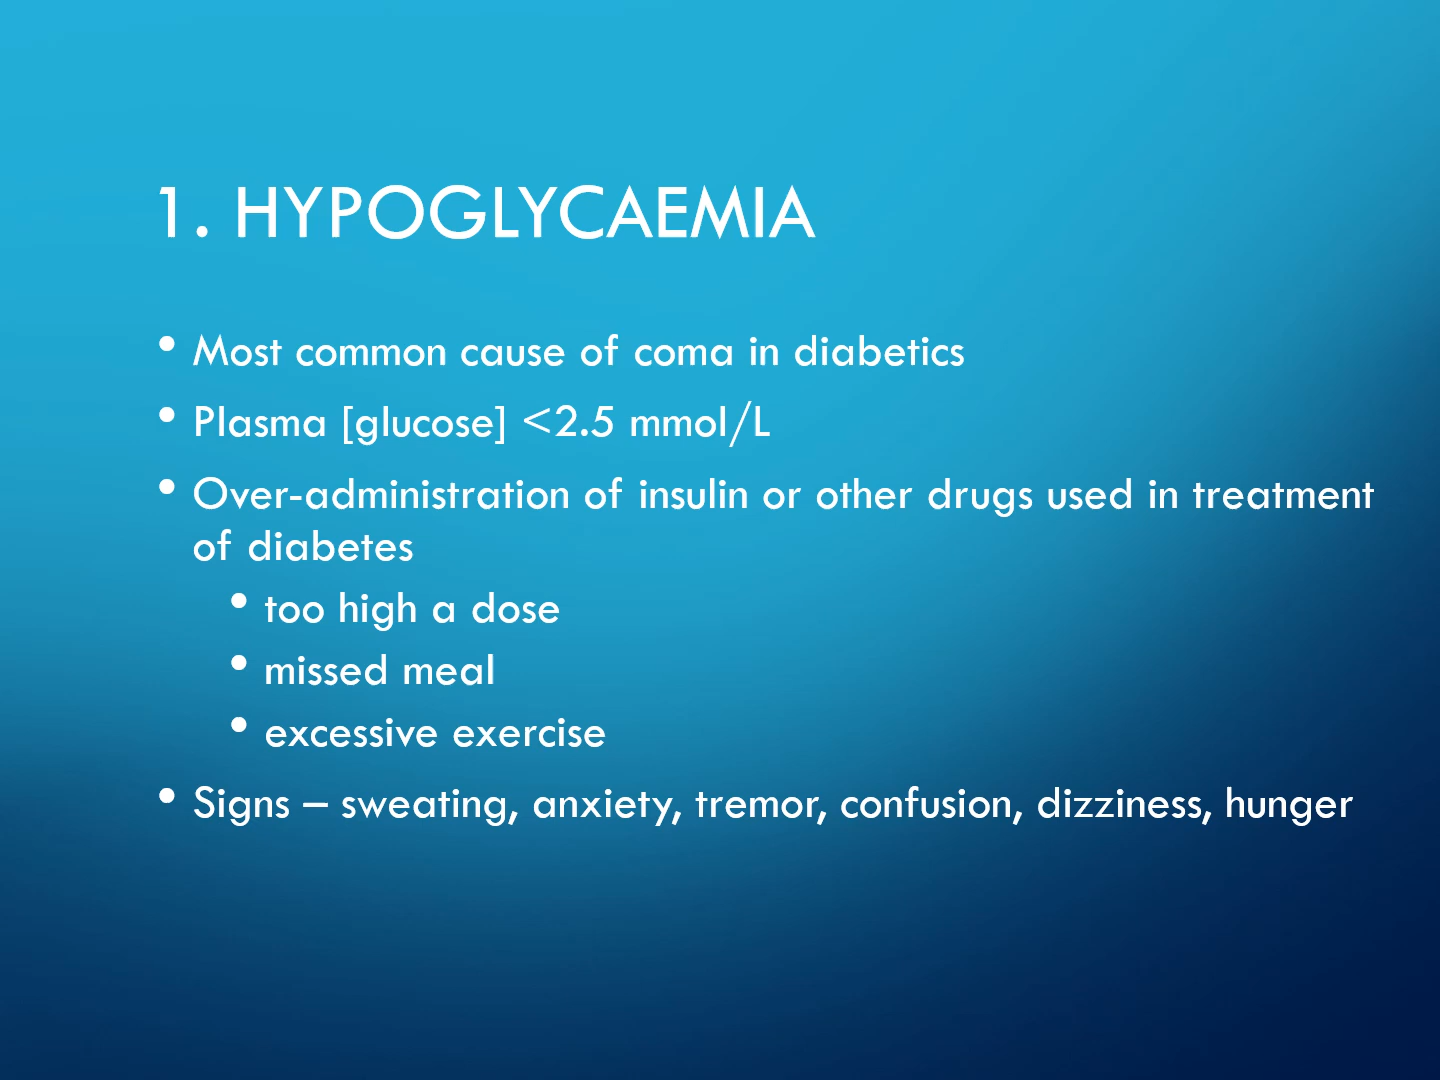 1. HYPOGLYCAEMIA
• Most common cause of coma in diabetics
• Plasma [glucose] <2.5 mmol/L
• Over-administration of insulin or other drugs used in treatment
of diabetes
• too high a dose
• missed meal
• excessive exercise
• Signs – sweating, anxiety, tremor, confusion, dizziness, hunger